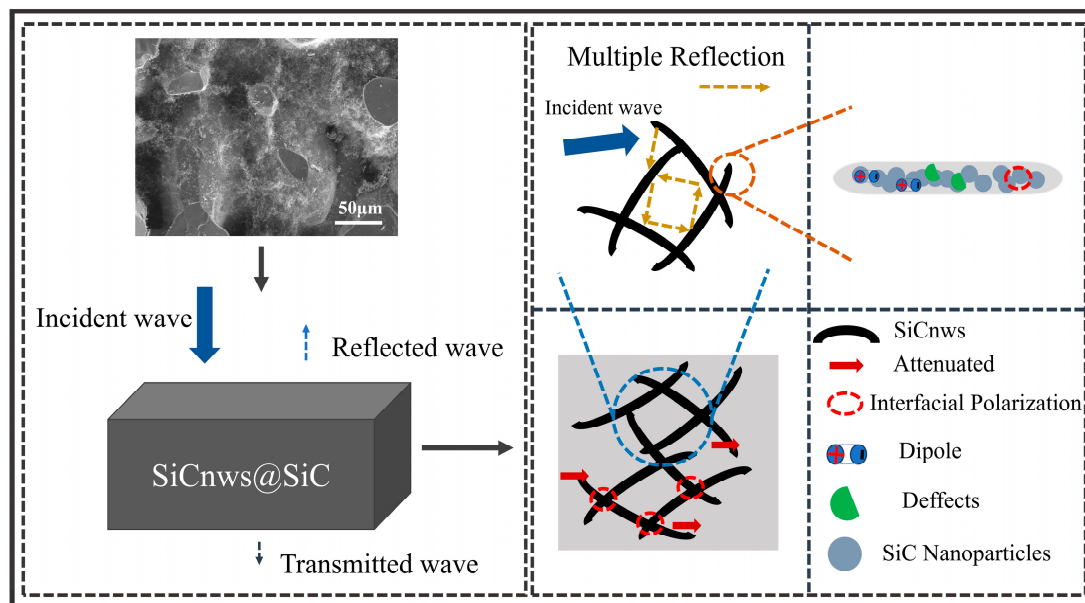 50μm
Incident wave
Reflected wave
SiCnws@SiC
Transmitted wave
Multiple Reflection
Incident wave
SiCnws
Attenuated
Interfacial Polarization
Dipole
Deffects
SiC Nanoparticles